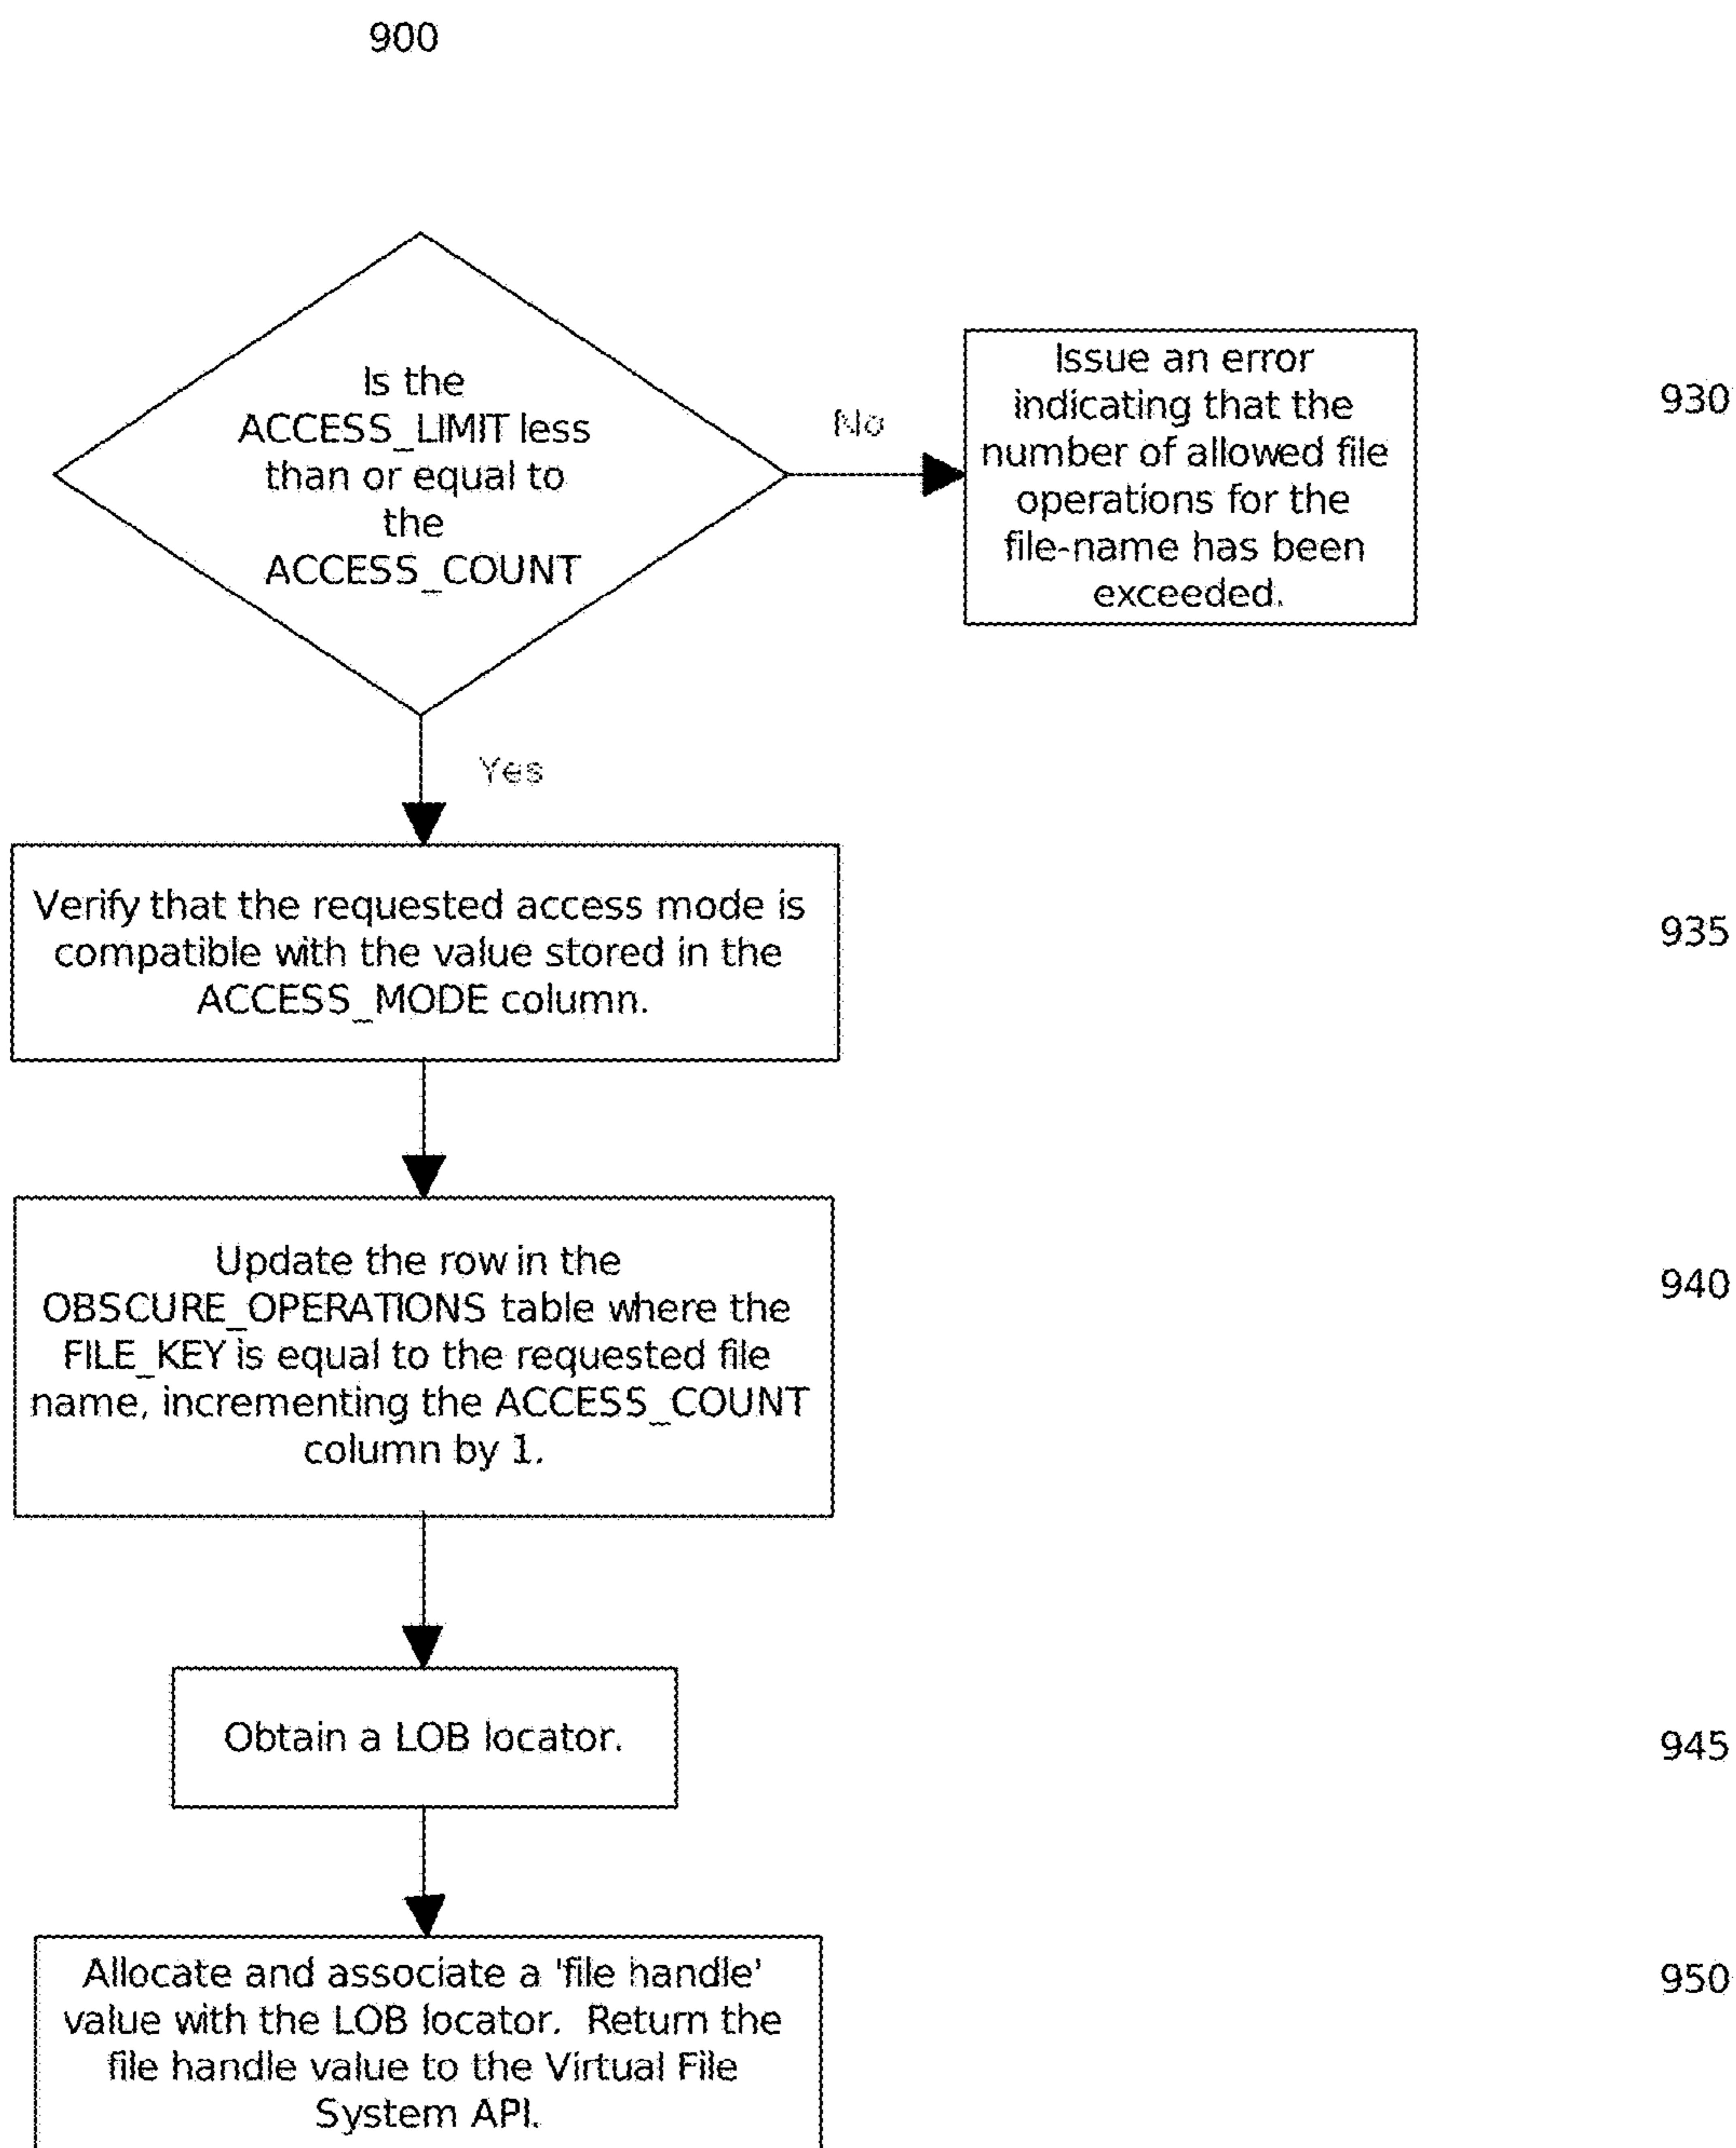 900
Is the
ACCESS_LIMIT less
than or equal to
the
ACCESS_COUNT
No
Issue an error
indicating that the
number of allowed file
operations for the
file-name has been
exceeded.
930
Yes
Verify that the requested access mode is
compatible with the value stored in the
ACCESS_MODE column.
935
Update the row in the
OBSCURE_OPERATIONS table where the
FILE_KEY is equal to the requested file
name, incrementing the ACCESS_COUNT
column by 1.
940
Obtain a LOB locator.
945
Allocate and associate a 'file handle'
value with the LOB locator.  Return the
file handle value to the Virtual File
System API.
950